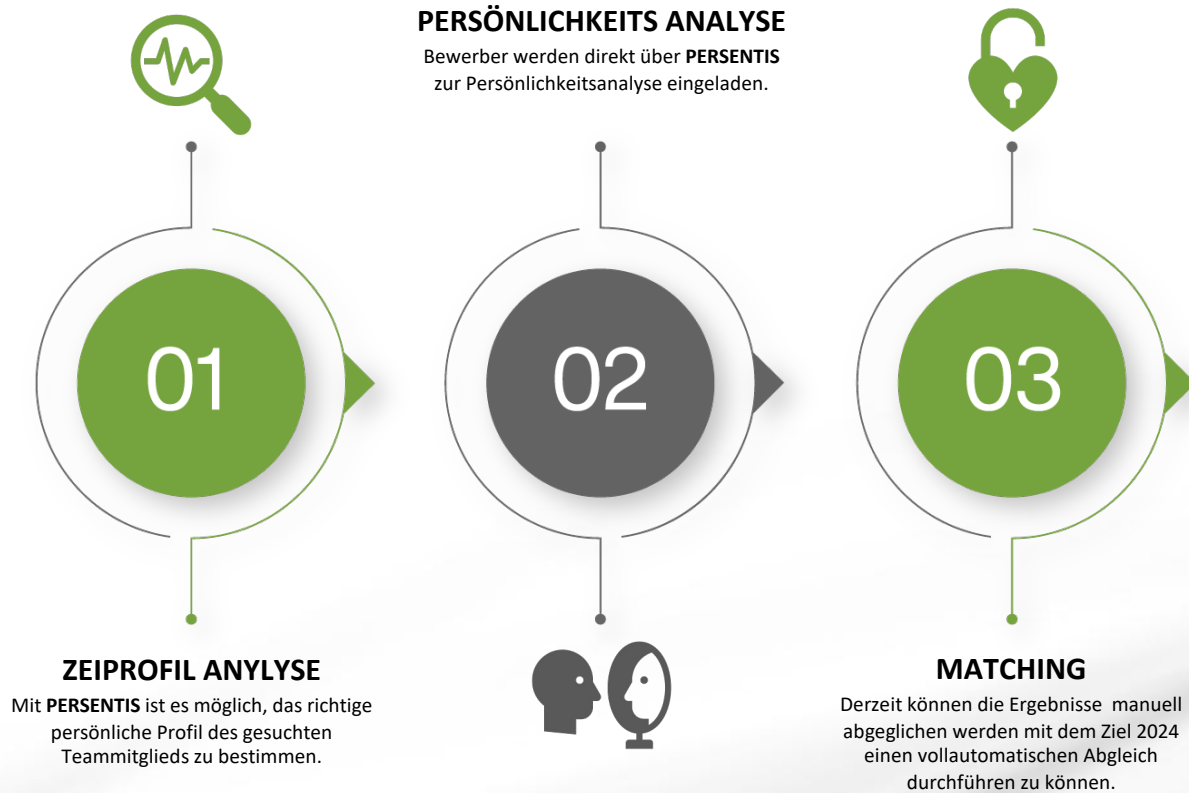 01
ZEIPROFIL ANYLYSE
Mit PERSENTIS ist es möglich, das richtige
persönliche Profil des gesuchten
Teammitglieds zu bestimmen.
PERSÖNLICHKEITS ANALYSE
Bewerber werden direkt über PERSENTIS
zur Persönlichkeitsanalyse eingeladen.
02
03
MATCHING
Derzeit können die Ergebnisse manuell
abgeglichen werden mit dem Ziel 2024
einen vollautomatischen Abgleich
durchführen zu können.